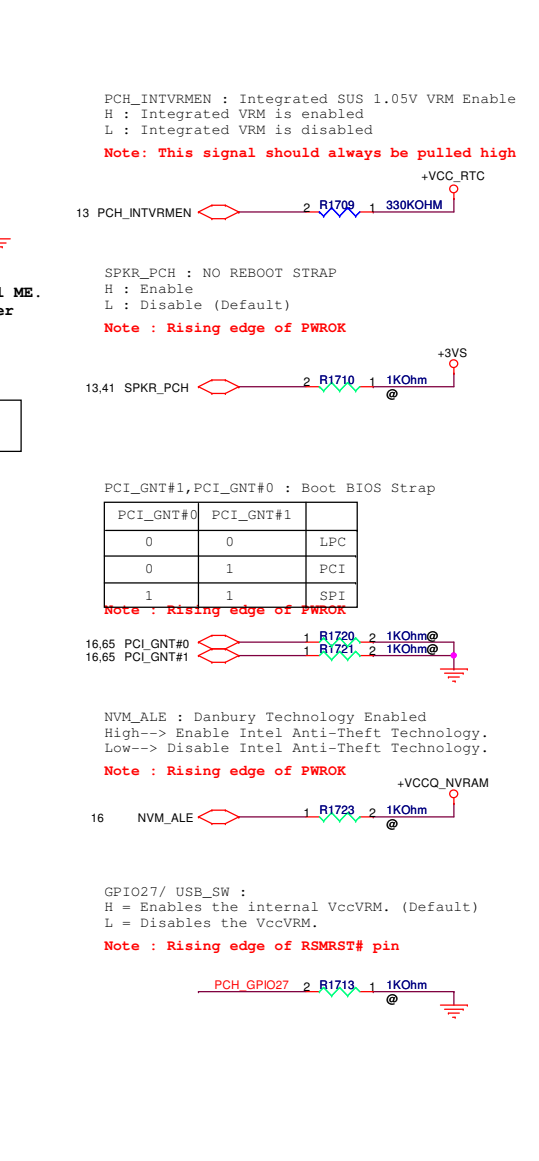 PCH_INTVRMEN : Integrated SUS 1.05V VRM Enable
H : Integrated VRM is enabled
L : Integrated VRM is disabled
Note: This signal should always be pulled high
+VCC_RTC
13 PCH_INTVRMEN 2 R1709 1 330KOHM
l ME.
er
SPKR_PCH : NO REBOOT STRAP
H : Enable
L : Disable (Default)
Note : Rising edge of PWROK
+3VS
13,41 SPKR_PCH 2 R1710 1 1KOhm
@
PCI_GNT#1,PCI_GNT#0 : Boot BIOS Strap
PCI_GNT#0 PCI_GNT#1
0 0 LPC
0 1 PCI
1 1 SPI
Note : Rising edge of PWROK
16,65 PCI_GNT#0 1 R1720 2 1KOhm@
16,65 PCI_GNT#1 1 R1721 2 1KOhm@
NVM_ALE : Danbury Technology Enabled
High--> Enable Intel Anti-Theft Technology.
Low--> Disable Intel Anti-Theft Technology.
Note : Rising edge of PWROK
+VCCQ_NVRAM
16 NVM_ALE 1 R1723 2 1KOhm
@
GPIO27/ USB_SW :
H = Enables the internal VccVRM. (Default)
L = Disables the VccVRM.
Note : Rising edge of RSMRST# pin
PCH_GPIO27 2 R1713 1 1KOhm
@